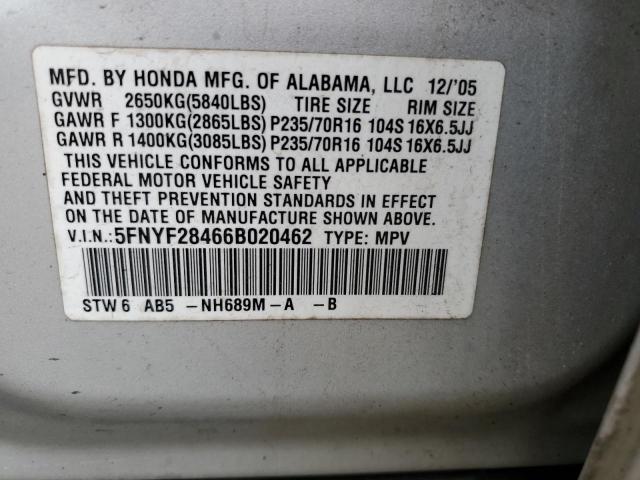 MFD. BY HONDA MFG. OF ALABAMA, LLC 12/'05
GVWR 2650KG(5840LBS) TIRE SIZE RIM SIZE
GAWR F 1300KG(2865LBS) P235/70R16 104S 16X6.5JJ
GAWR R 1400KG(3085LBS) P235/70R16 104S 16X6.5JJ
THIS VEHICLE CONFORMS TO ALL APPLICABLE
FEDERAL MOTOR VEHICLE SAFETY
AND THEFT PREVENTION STANDARDS IN EFFECT
ON THE DATE OF MANUFACTURE SHOWN ABOVE.
V.I.N.:5FNYF28466B020462 TYPE: MPV
STW 6 AB5 -NH689M-A -B